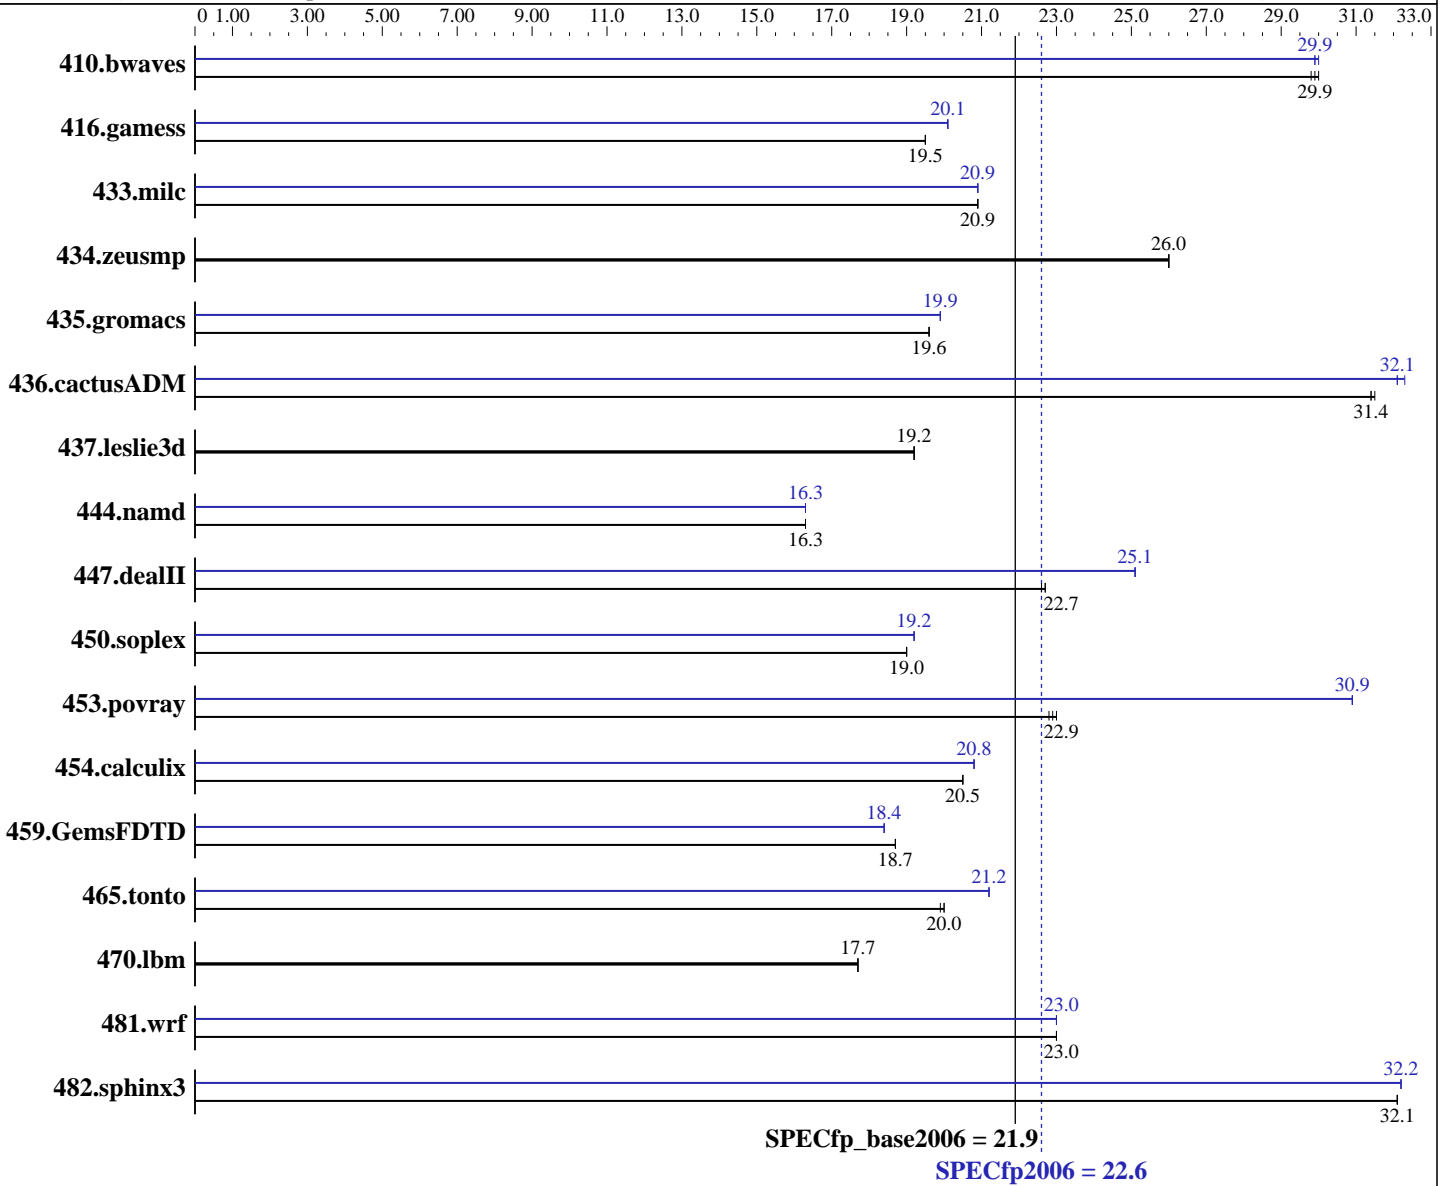 0 1.00 3.00 5.00 7.00 9.00 11.0 13.0 15.0 17.0 19.0 21.0 23.0 25.0 27.0 29.0 31.0 33.0
410.bwaves 29.9
29.9
416.gamess 20.1
19.5
433.milc 20.9
20.9
434.zeusmp 26.0
435.gromacs 19.9
19.6
436.cactusADM 32.1
31.4
437.leslie3d 19.2
444.namd 16.3
16.3
447.dealII 25.1
22.7
450.soplex 19.2
19.0
453.povray 30.9
22.9
454.calculix 20.8
20.5
459.GemsFDTD 18.4
18.7
465.tonto 21.2
20.0
470.lbm 17.7
481.wrf 23.0
23.0
482.sphinx3 32.2
32.1
SPECfp_base2006 = 21.9
SPECfp2006 = 22.6